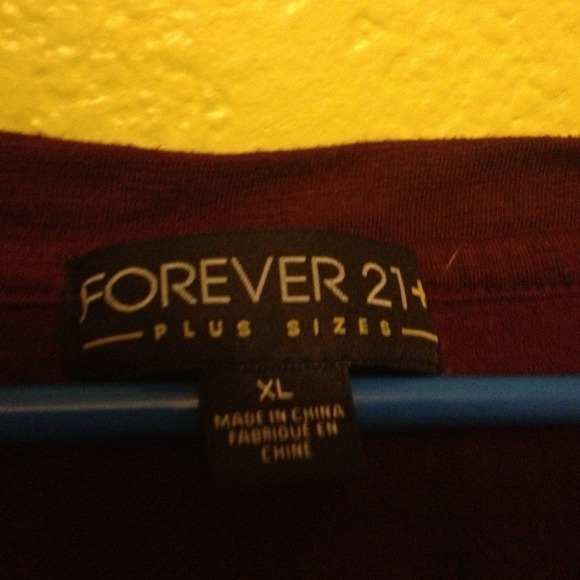 FOREVER 21+
PLUS SIZES
XL
MADE IN CHINA
FABRIQUÉ EN
CHINE